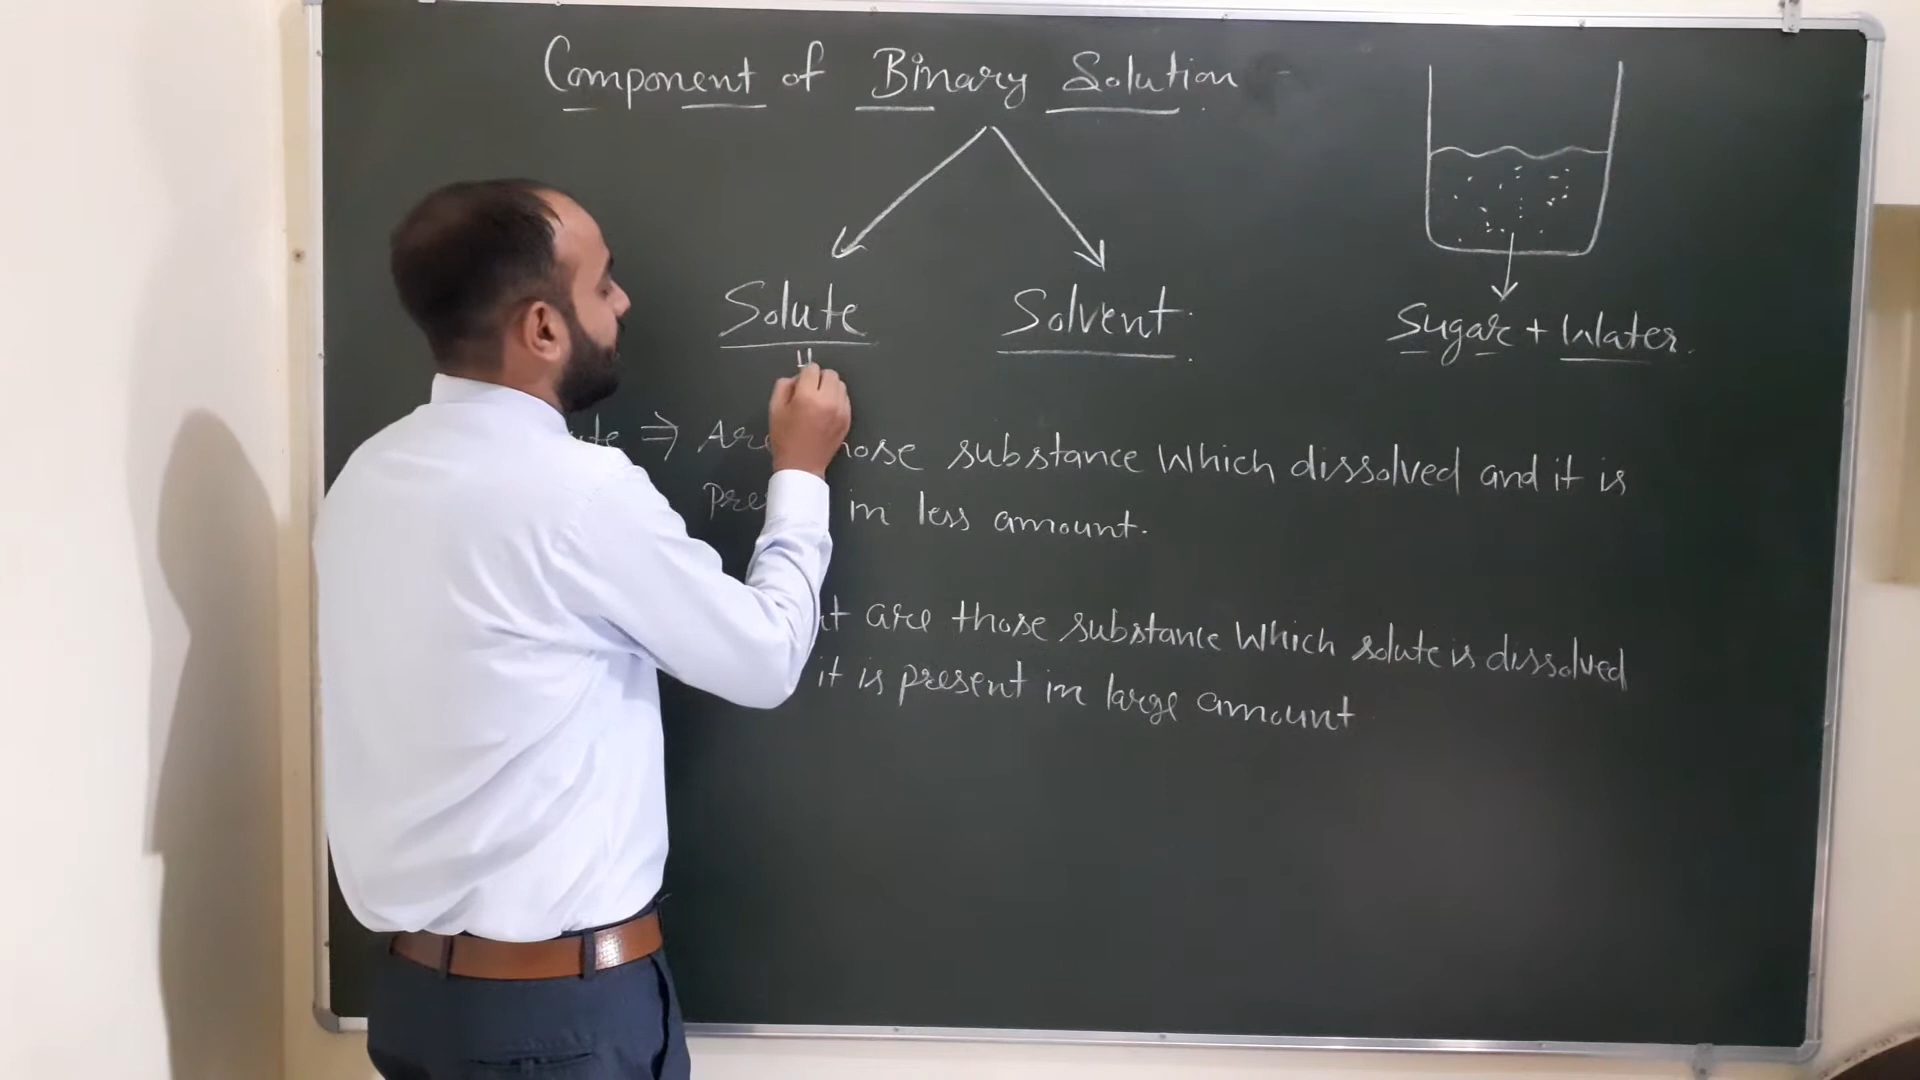 Component of Binary Solution
Solute
Solvent
Sugar + Water.
⇒ Are those substance which dissolved and it is
in less amount.
are those substance which solute is dissolved
it is present in large amount